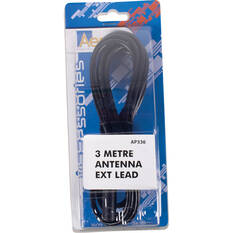 AP336
3 METRE
ANTENNA
EXT LEAD